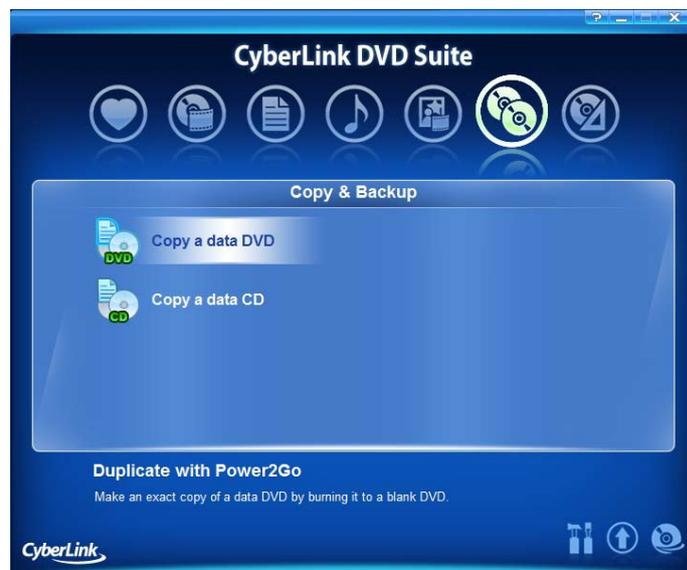 CyberLink DVD Suite
Copy & Backup
DVD
Copy a data DVD
CD
Copy a data CD
Duplicate with Power2Go
Make an exact copy of a data DVD by burning it to a blank DVD.
CyberLink